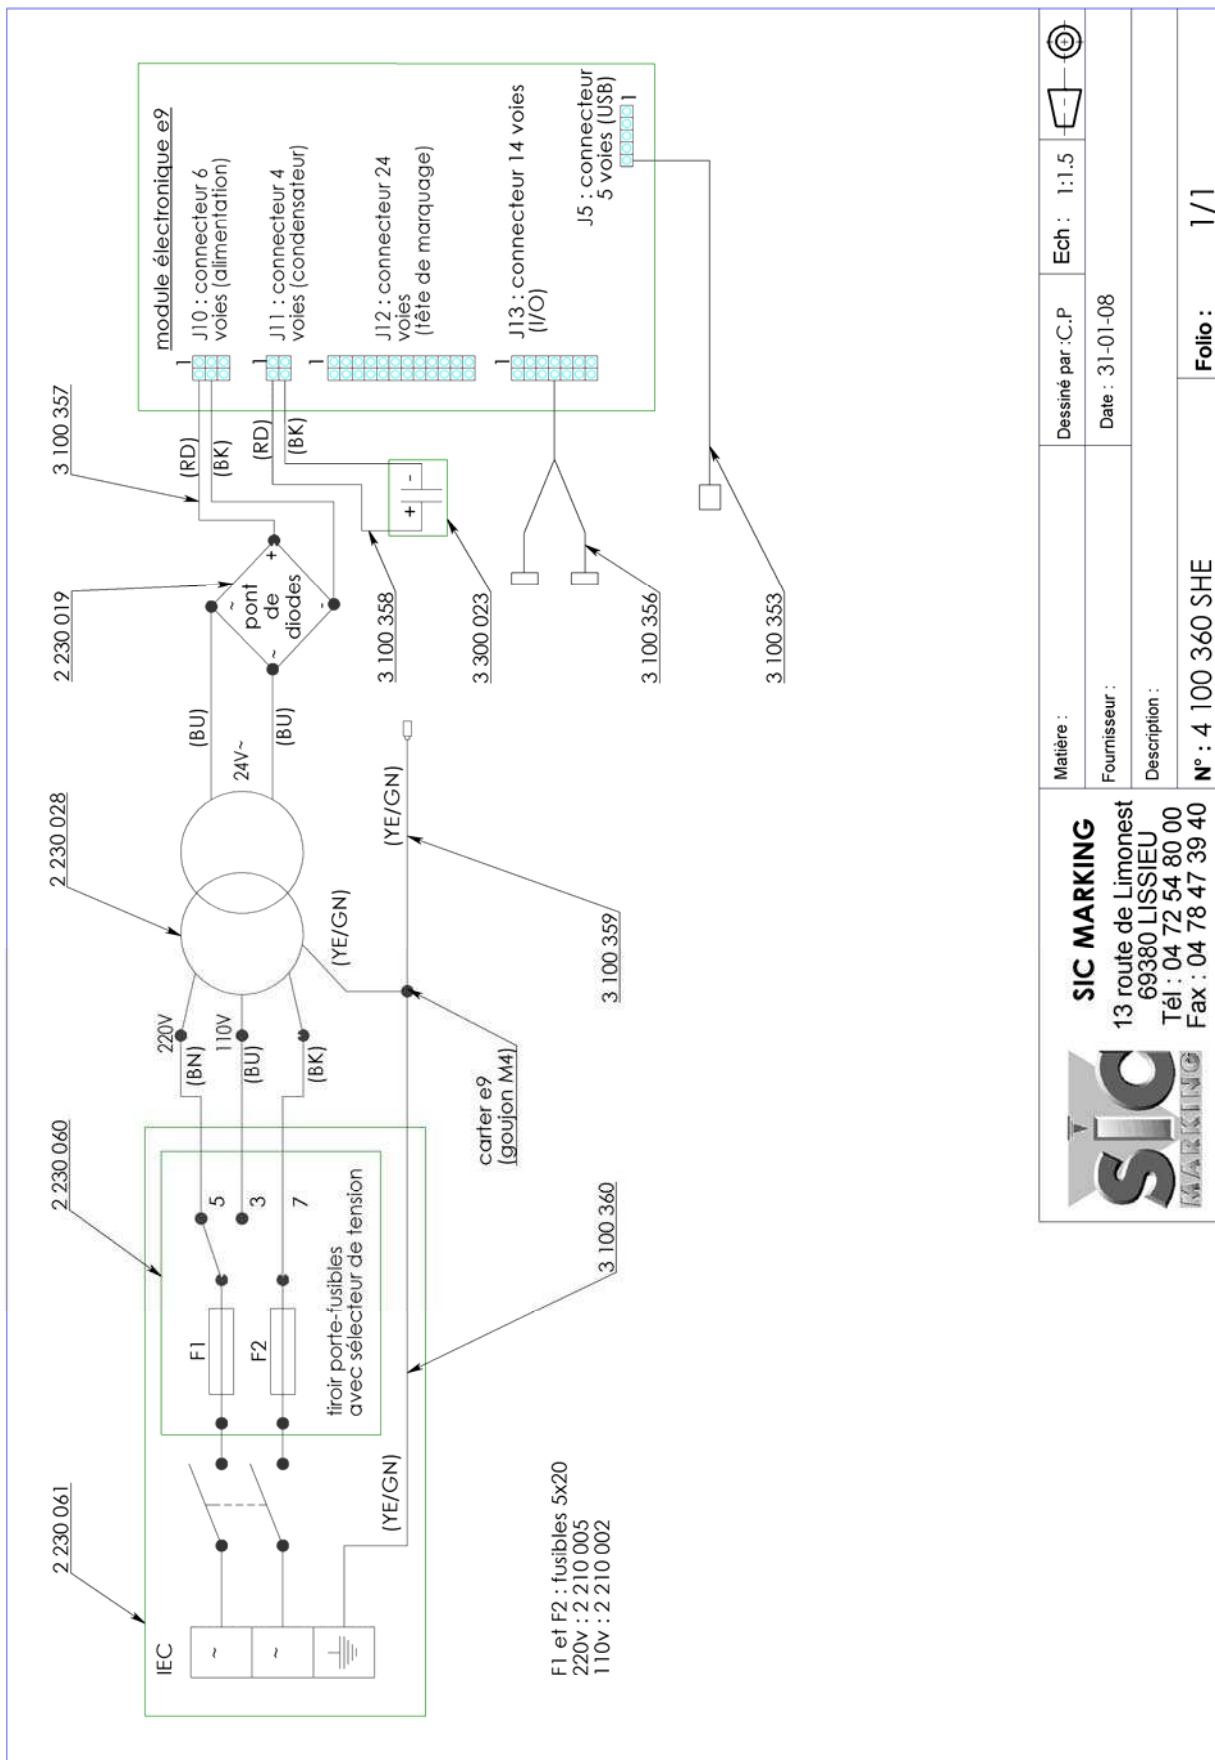 2 230 061
2 230 060
2 230 028
2 230 019
3 100 357
IEC
~
~
F1
F2
tiroir porte-fusibles
avec sélecteur de tension
5
3
7
220V
(BN)
110V
(BU)
(BK)
(YE/GN)
(YE/GN)
(YE/GN)
24V~
(BU)
(BU)
~
pont
de
diodes
~
+
-
(RD)
(BK)
(RD)
(BK)
+ -
module électronique e9
1
J10 : connecteur 6
voies (alimentation)
1
J11 : connecteur 4
voies (condensateur)
1
J12 : connecteur 24
voies
(tête de marquage)
1
J13 : connecteur 14 voies
(I/O)
J5 : connecteur
5 voies (USB)
1
carter e9
(goujon M4)
3 100 360
3 100 359
3 100 358
3 300 023
3 100 356
3 100 353
F1 et F2 : fusibles 5x20
220v : 2 210 005
110v : 2 210 002
SIC
MARKING
SIC MARKING
13 route de Limonest
69380 LISSIEU
Tél : 04 72 54 80 00
Fax : 04 78 47 39 40
Matière :
Dessiné par :C.P
Ech : 1:1.5
Fournisseur :
Date : 31-01-08
Description :
N° : 4 100 360 SHE
Folio : 1/1